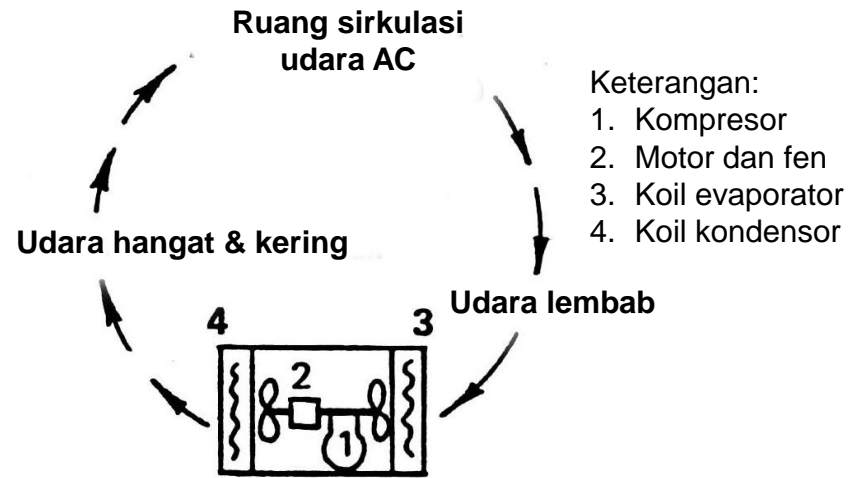 Ruang sirkulasi
udara AC
Keterangan:
1. Kompresor
2. Motor dan fen
3. Koil evaporator
4. Koil kondensor
Udara hangat & kering
Udara lembab
4
3
2
1